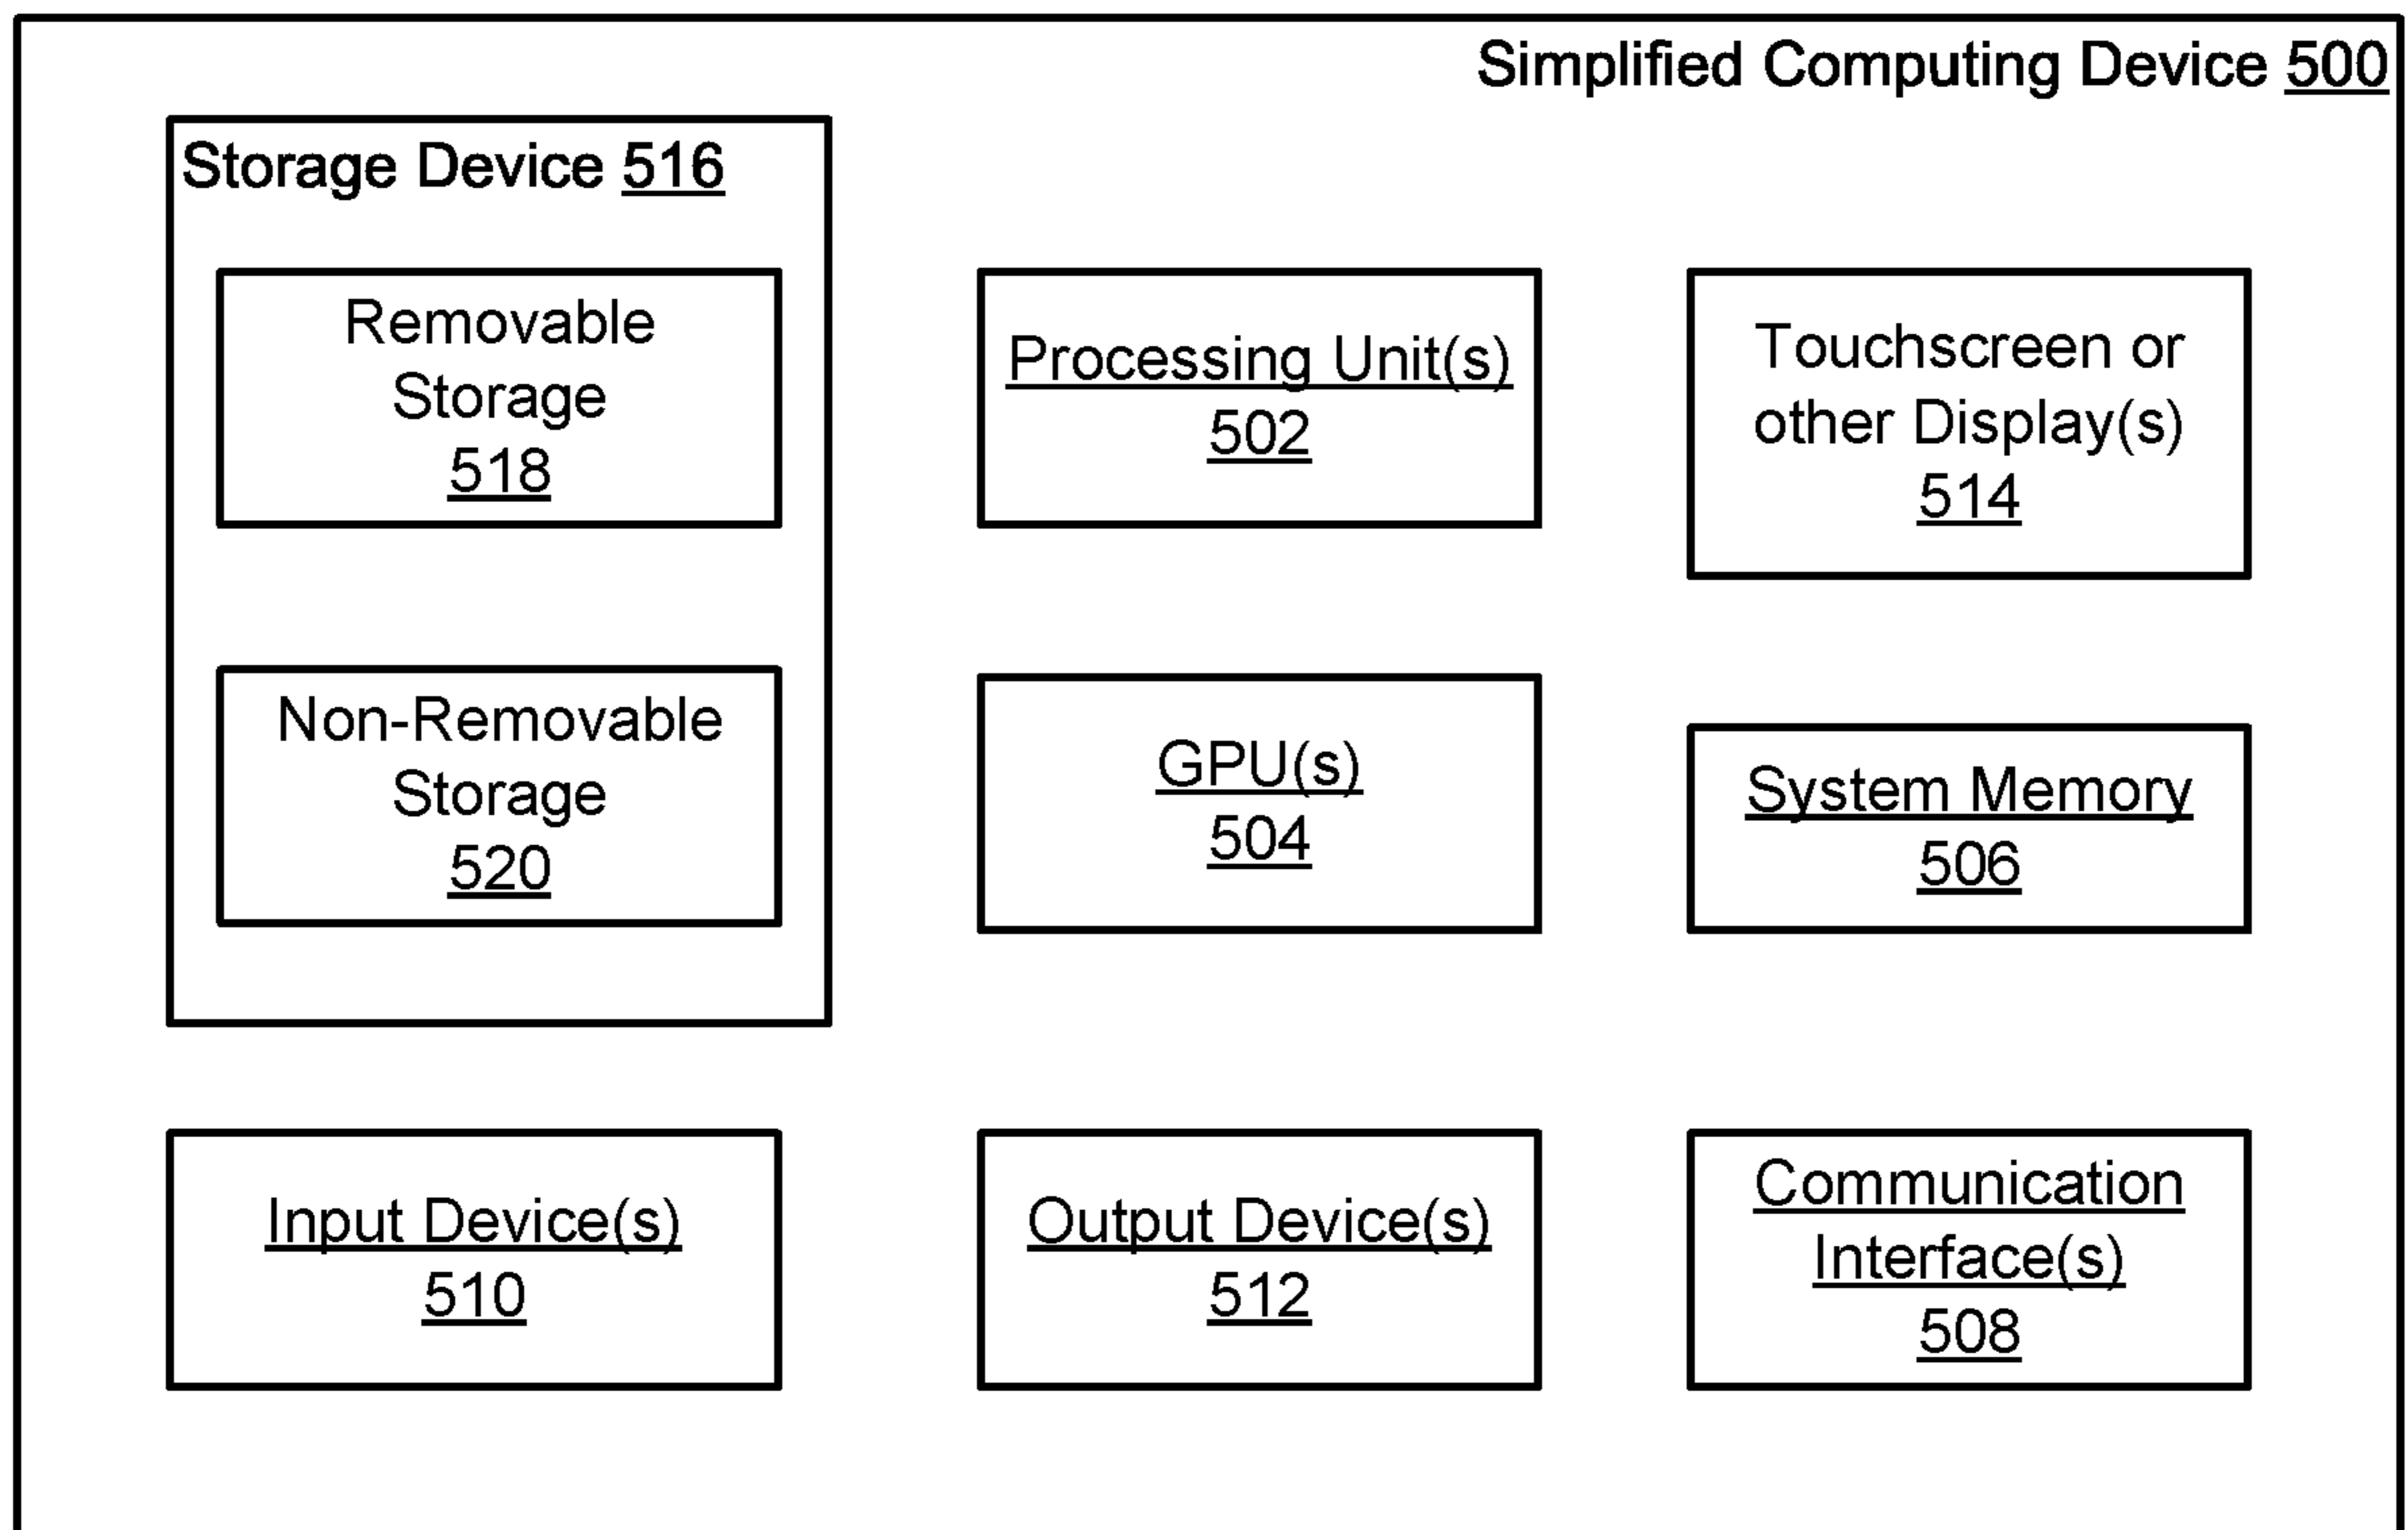 Simplified Computing Device 500
Storage Device 516
Removable
Storage
518
Processing Unit(s)
502
Touchscreen or
other Display(s)
514
Non-Removable
Storage
520
GPU(s)
504
System Memory
506
Input Device(s)
510
Output Device(s)
512
Communication
Interface(s)
508